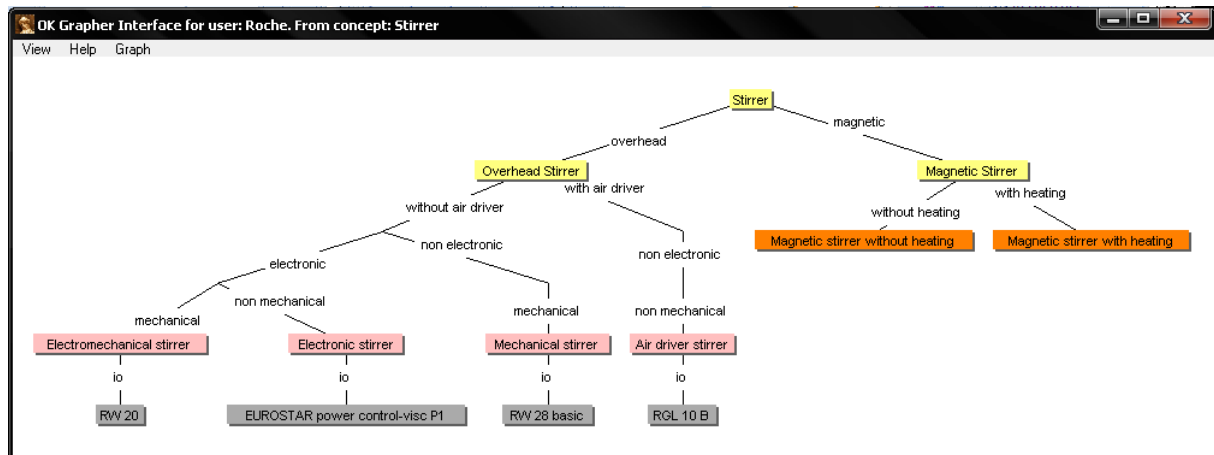 OK Grapher Interface for user: Roche. From concept: Stirrer
View Help Graph
Stirrer
magnetic
overhead
Overhead Stirrer
Magnetic Stirrer
with air driver
with heating
without air driver
without heating
non electronic
Magnetic stirrer without heating
Magnetic stirrer with heating
non electronic
electronic
non mechanical
mechanical
mechanical
non mechanical
Electromechanical stirrer
Electronic stirrer
Mechanical stirrer
Air driver stirrer
io
io
io
io
RW 20
EUROSTAR power control-visc P1
RW 28 basic
RGL 10 B